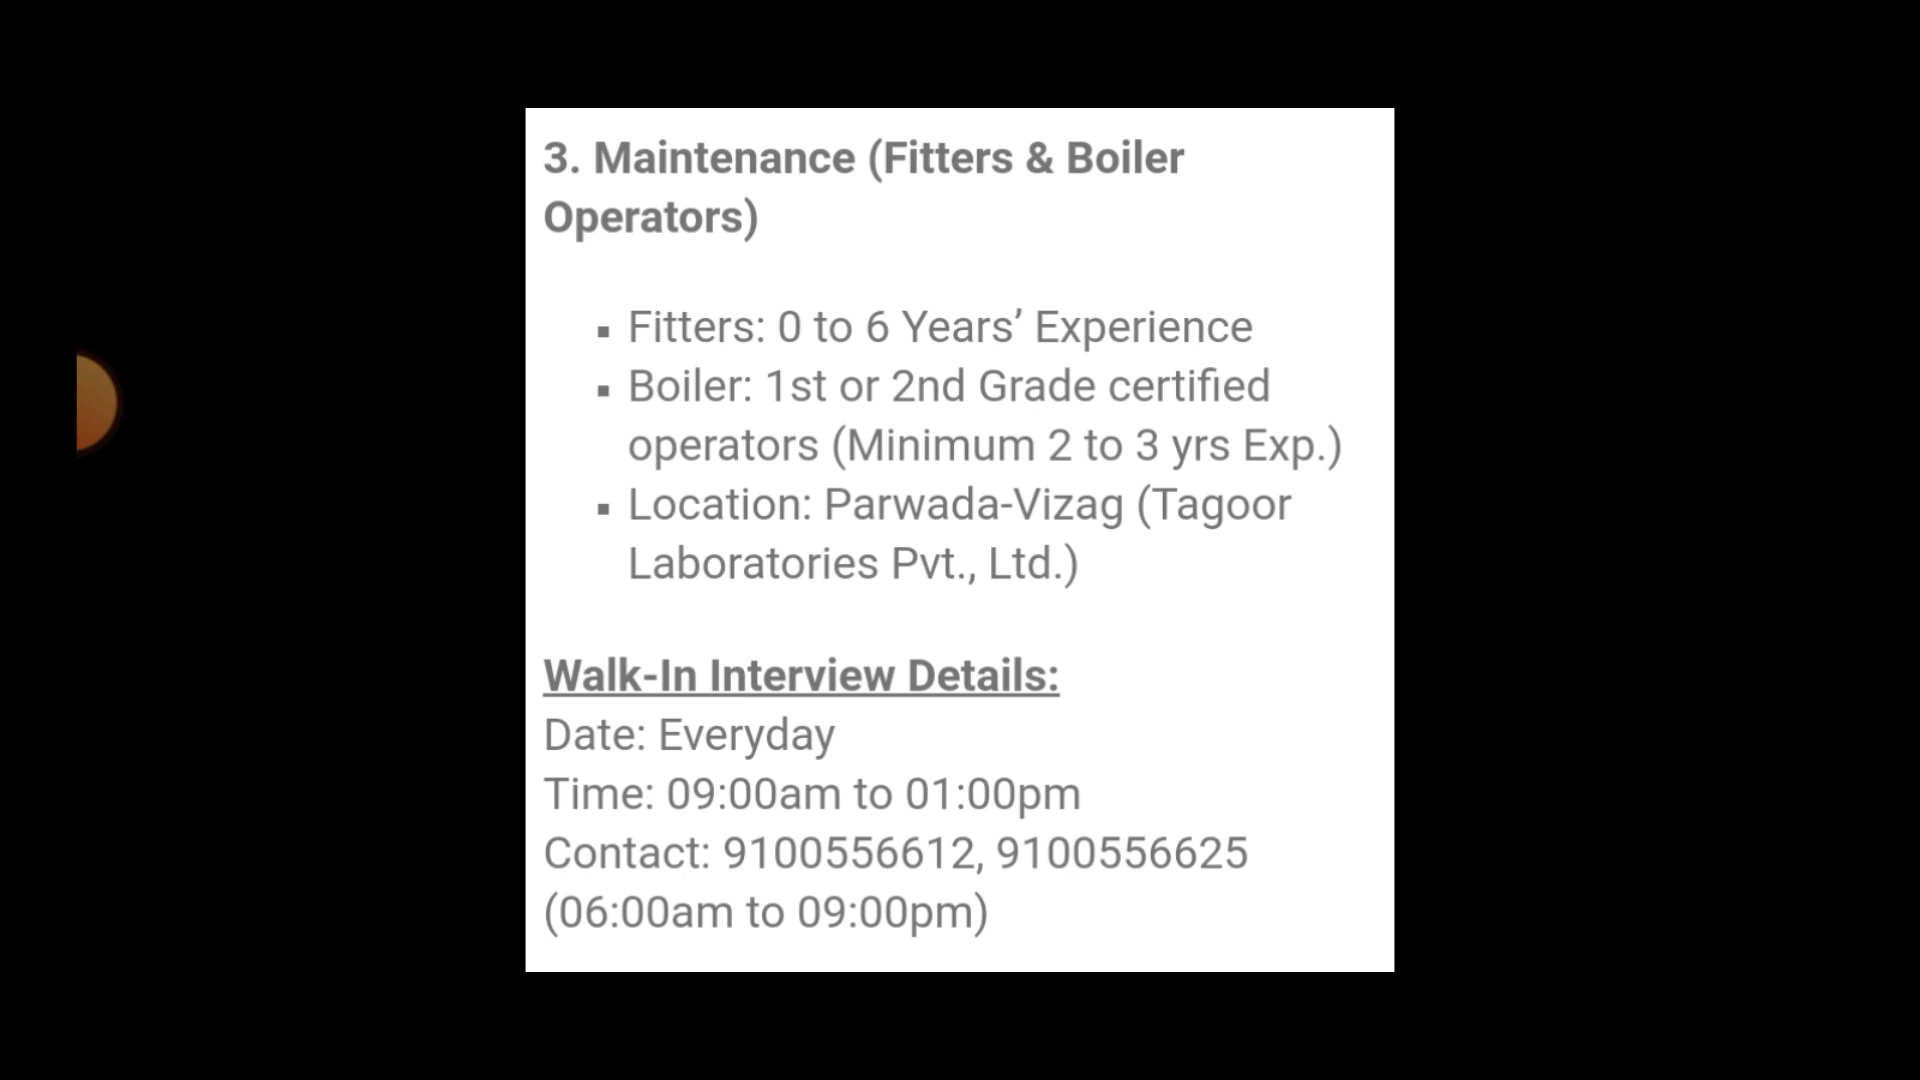 3. Maintenance (Fitters & Boiler
Operators)
▪ Fitters: 0 to 6 Years’ Experience
▪ Boiler: 1st or 2nd Grade certified
operators (Minimum 2 to 3 yrs Exp.)
▪ Location: Parwada-Vizag (Tagoor
Laboratories Pvt., Ltd.)
Walk-In Interview Details:
Date: Everyday
Time: 09:00am to 01:00pm
Contact: 9100556612, 9100556625
(06:00am to 09:00pm)